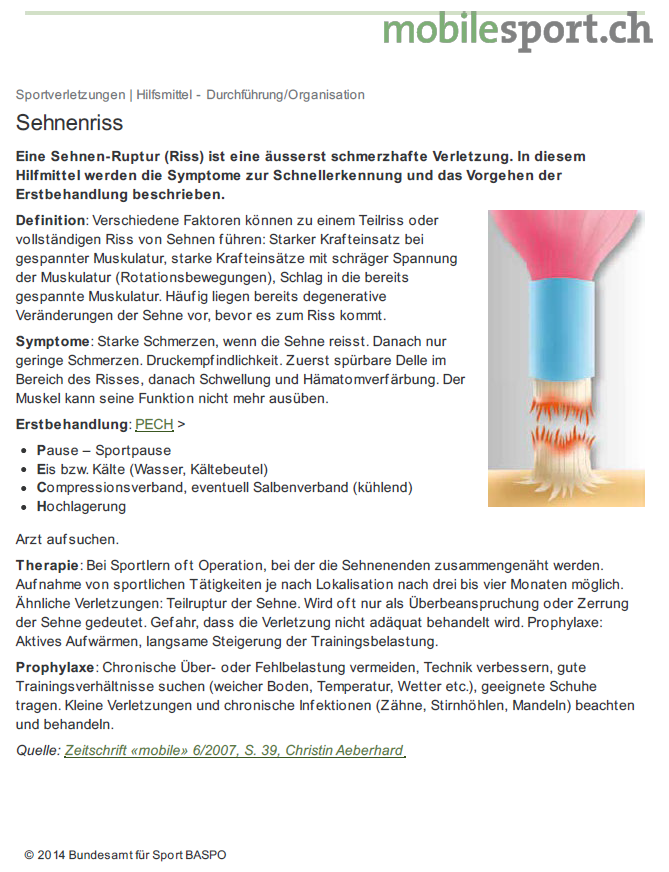 mobilesport.ch
Sportverletzungen | Hilfsmittel - Durchführung/Organisation
Sehnenriss
Eine Sehnen-Ruptur (Riss) ist eine äusserst schmerzhafte Verletzung. In diesem
Hilfmittel werden die Symptome zur Schnellerkennung und das Vorgehen der
Erstbehandlung beschrieben.
Definition: Verschiedene Faktoren können zu einem Teilriss oder
vollständigen Riss von Sehnen führen: Starker Krafteinsatz bei
gespannter Muskulatur, starke Krafteinsätze mit schräger Spannung
der Muskulatur (Rotationsbewegungen), Schlag in die bereits
gespannte Muskulatur. Häufig liegen bereits degenerative
Veränderungen der Sehne vor, bevor es zum Riss kommt.
Symptome: Starke Schmerzen, wenn die Sehne reisst. Danach nur
geringe Schmerzen. Druckempfindlichkeit. Zuerst spürbare Delle im
Bereich des Risses, danach Schwellung und Hämatomverfärbung. Der
Muskel kann seine Funktion nicht mehr ausüben.
Erstbehandlung: PECH >
• Pause – Sportpause
• Eis bzw. Kälte (Wasser, Kältebeutel)
• Compressionsverband, eventuell Salbenverband (kühlend)
• Hochlagerung
Arzt aufsuchen.
Therapie: Bei Sportlern oft Operation, bei der die Sehnenenden zusammengenäht werden.
Aufnahme von sportlichen Tätigkeiten je nach Lokalisation nach drei bis vier Monaten möglich.
Ähnliche Verletzungen: Teilruptur der Sehne. Wird oft nur als Überbeanspruchung oder Zerrung
der Sehne gedeutet. Gefahr, dass die Verletzung nicht adäquat behandelt wird. Prophylaxe:
Aktives Aufwärmen, langsame Steigerung der Trainingsbelastung.
Prophylaxe: Chronische Über- oder Fehlbelastung vermeiden, Technik verbessern, gute
Trainingsverhältnisse suchen (weicher Boden, Temperatur, Wetter etc.), geeignete Schuhe
tragen. Kleine Verletzungen und chronische Infektionen (Zähne, Stirnhöhlen, Mandeln) beachten
und behandeln.
Quelle: Zeitschrift «mobile» 6/2007, S. 39, Christin Aeberhard
© 2014 Bundesamt für Sport BASPO